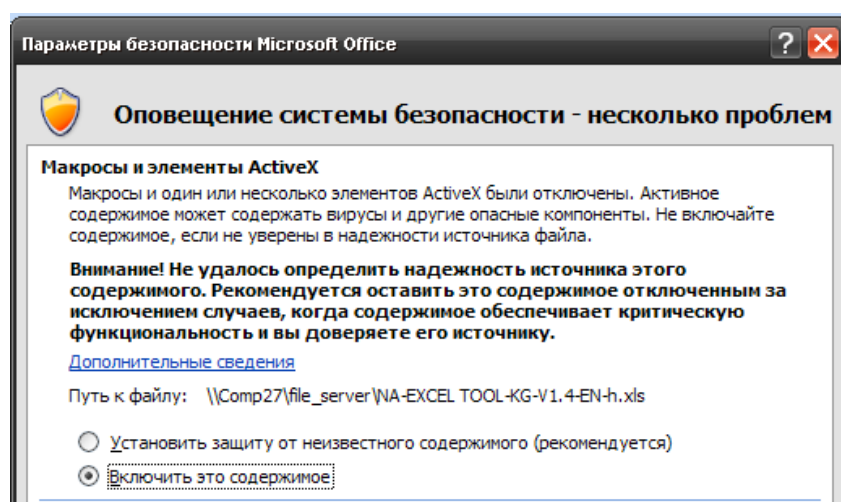 Параметры безопасности Microsoft Office
Оповещение системы безопасности - несколько проблем
Макросы и элементы ActiveX
Макросы и один или несколько элементов ActiveX были отключены. Активное
содержимое может содержать вирусы и другие опасные компоненты. Не включайте
содержимое, если не уверены в надежности источника файла.
Внимание! Не удалось определить надежность источника этого
содержимого. Рекомендуется оставить это содержимое отключенным за
исключением случаев, когда содержимое обеспечивает критическую
функциональность и вы доверяете его источнику.
Дополнительные сведения
Путь к файлу: \\Comp27\file_server\NA-EXCEL TOOL-KG-V1.4-EN-h.xls
Установить защиту от неизвестного содержимого (рекомендуется)
Включить это содержимое